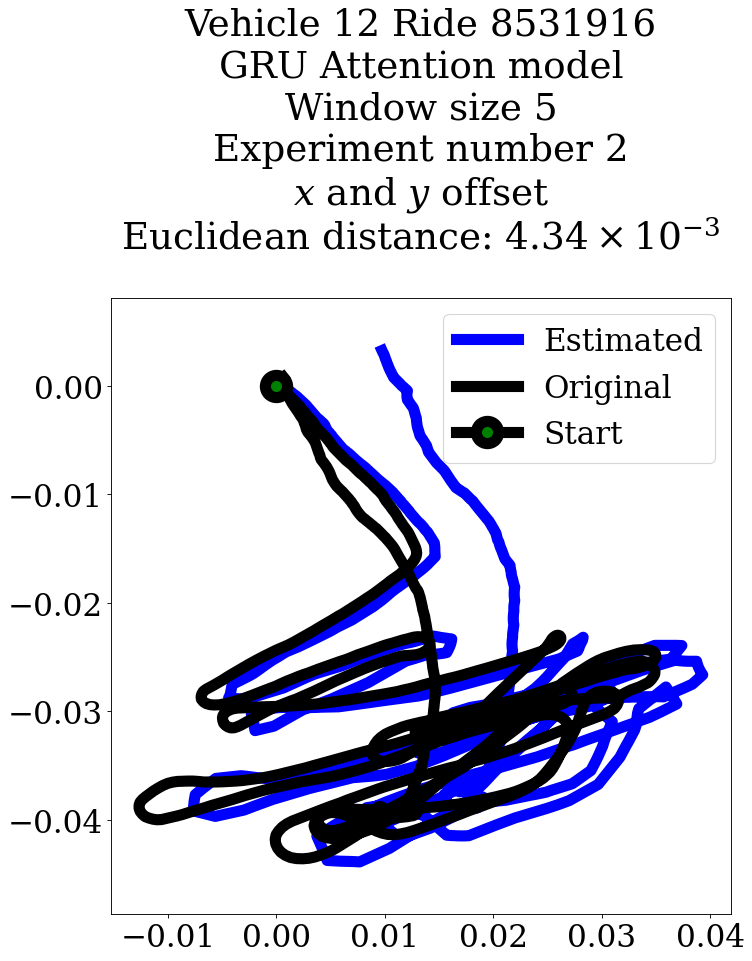 Vehicle 12 Ride 8531916
GRU Attention model
Window size 5
Experiment number 2
x and y offset
Euclidean distance: 4.34 × 10⁻³
Estimated
Original
Start
0.00
−0.01
−0.02
−0.03
−0.04
−0.01 0.00 0.01 0.02 0.03 0.04